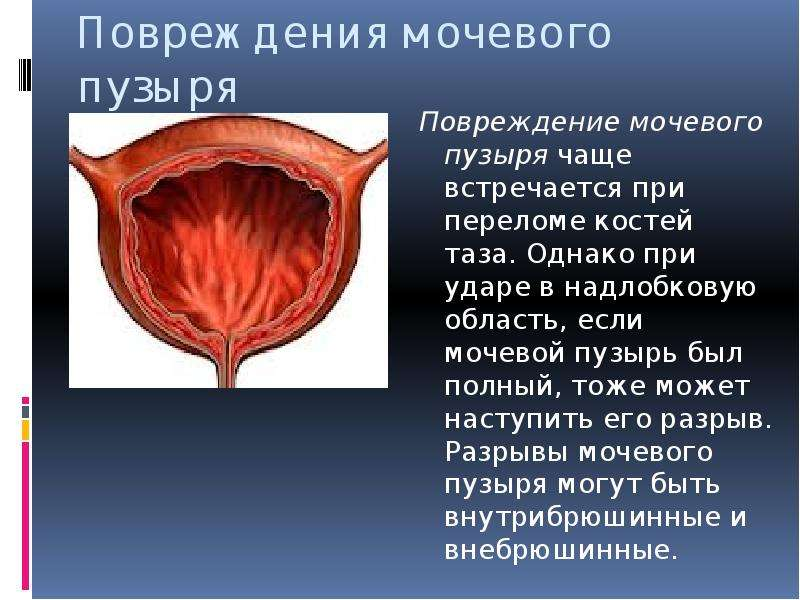 Повреждения мочевого
пузыря
Повреждение мочевого
пузыря чаще
встречается при
переломе костей
таза. Однако при
ударе в надлобковую
область, если
мочевой пузырь был
полный, тоже может
наступить его разрыв.
Разрывы мочевого
пузыря могут быть
внутрибрюшинные и
внебрюшинные.